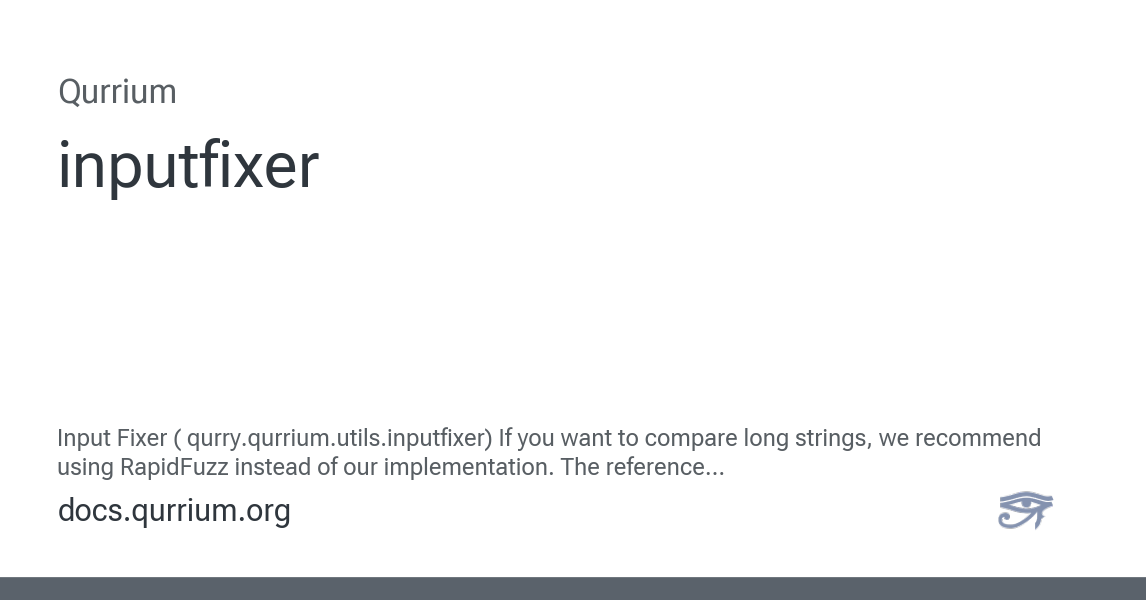 Qurrium
inputfixer
Input Fixer ( qurry.qurrium.utils.inputfixer) If you want to compare long strings, we recommend
using RapidFuzz instead of our implementation. The reference...
docs.qurrium.org